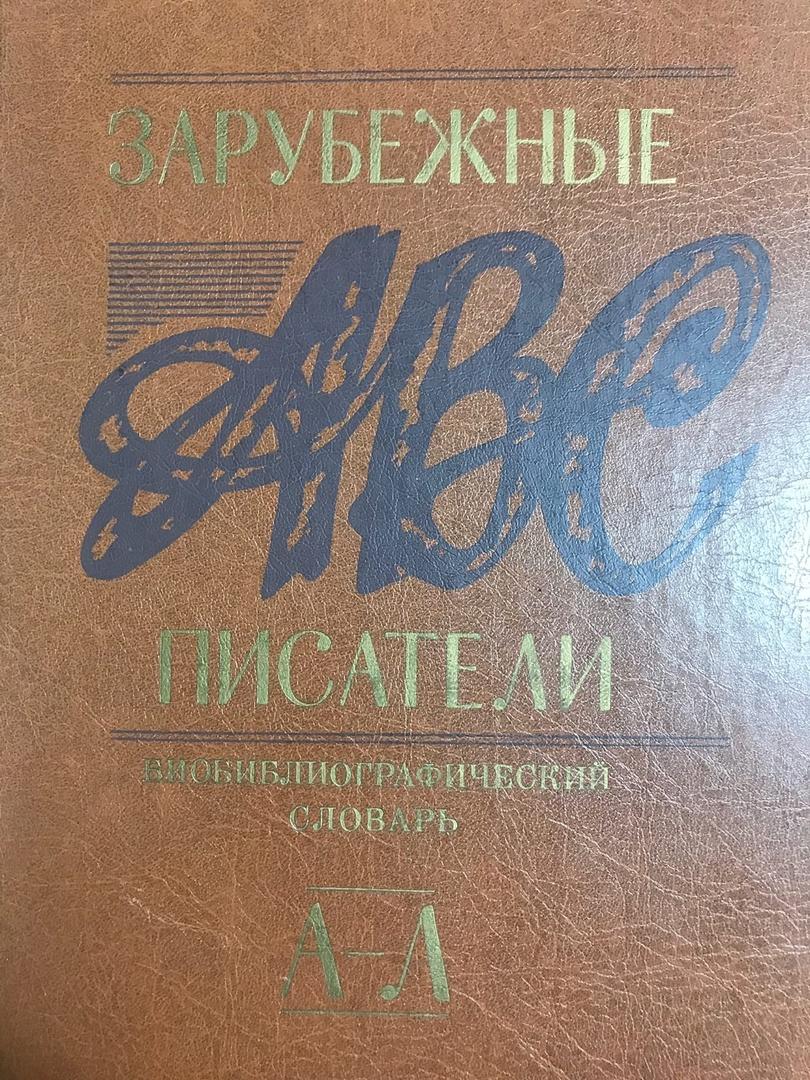 ЗАРУБЕЖНЫЕ
ABC
ПИСАТЕЛИ
БИОБИБЛИОГРАФИЧЕСКИЙ
СЛОВАРЬ
А–Л